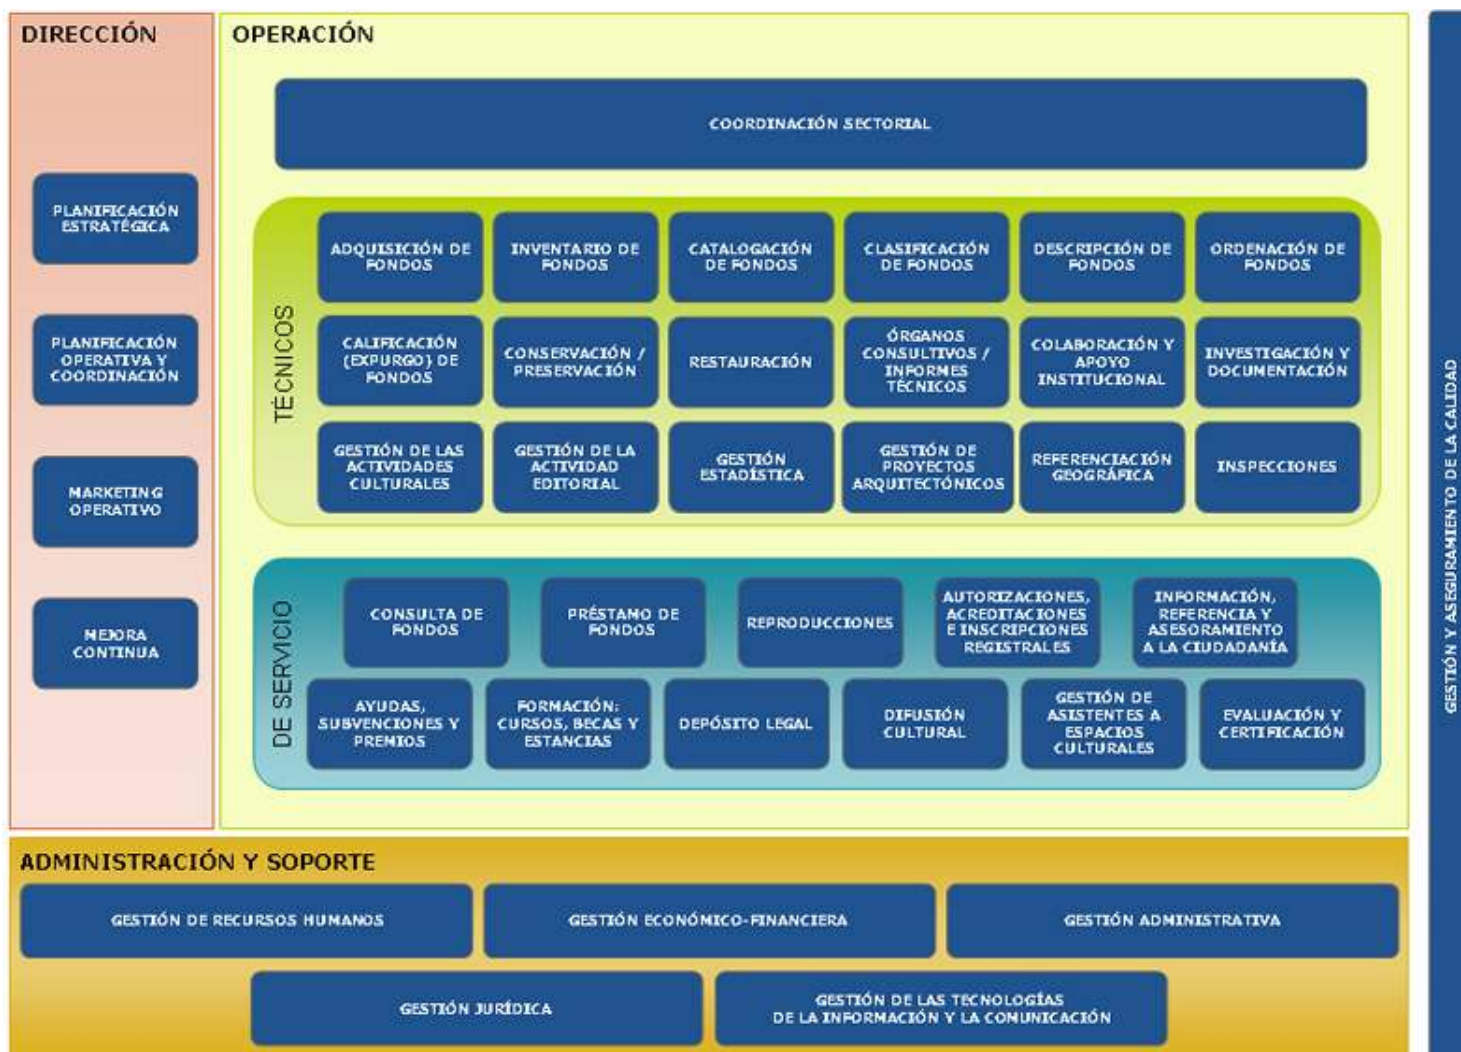 DIRECCIÓN
PLANIFICACIÓN
ESTRATÉGICA
PLANIFICACIÓN
OPERATIVA Y
COORDINACIÓN
MARKETING
OPERATIVO
MEJORA
CONTINUA
OPERACIÓN
COORDINACIÓN SECTORIAL
TÉCNICOS
ADQUISICIÓN DE
FONDOS
INVENTARIO DE
FONDOS
CATALOGACIÓN
DE FONDOS
CLASIFICACIÓN
DE FONDOS
DESCRIPCIÓN DE
FONDOS
ORDENACIÓN DE
FONDOS
CALIFICACIÓN
(EXPURGO) DE
FONDOS
CONSERVACIÓN /
PRESERVACIÓN
RESTAURACIÓN
ÓRGANOS
CONSULTIVOS /
INFORMES
TÉCNICOS
COLABORACIÓN Y
APOYO
INSTITUCIONAL
INVESTIGACIÓN Y
DOCUMENTACIÓN
GESTIÓN DE LAS
ACTIVIDADES
CULTURALES
GESTIÓN DE LA
ACTIVIDAD
EDITORIAL
GESTIÓN
ESTADÍSTICA
GESTIÓN DE
PROYECTOS
ARQUITECTÓNICOS
REFERENCIACIÓN
GEOGRÁFICA
INSPECCIONES
DE SERVICIO
CONSULTA DE
FONDOS
PRÉSTAMO DE
FONDOS
REPRODUCCIONES
AUTORIZACIONES,
ACREDITACIONES
E INSCRIPCIONES
REGISTRALES
INFORMACIÓN,
REFERENCIA Y
ASESORAMIENTO
A LA CIUDADANÍA
AYUDAS,
SUBVENCIONES Y
PREMIOS
FORMACIÓN:
CURSOS, BECAS Y
ESTANCIAS
DEPÓSITO LEGAL
DIFUSIÓN
CULTURAL
GESTIÓN DE
ASISTENTES A
ESPACIOS
CULTURALES
EVALUACIÓN Y
CERTIFICACIÓN
ADMINISTRACIÓN Y SOPORTE
GESTIÓN DE RECURSOS HUMANOS
GESTIÓN ECONÓMICO-FINANCIERA
GESTIÓN ADMINISTRATIVA
GESTIÓN JURÍDICA
GESTIÓN DE LAS TECNOLOGÍAS
DE LA INFORMACIÓN Y LA COMUNICACIÓN
GESTIÓN Y ASEGURAMIENTO DE LA CALIDAD